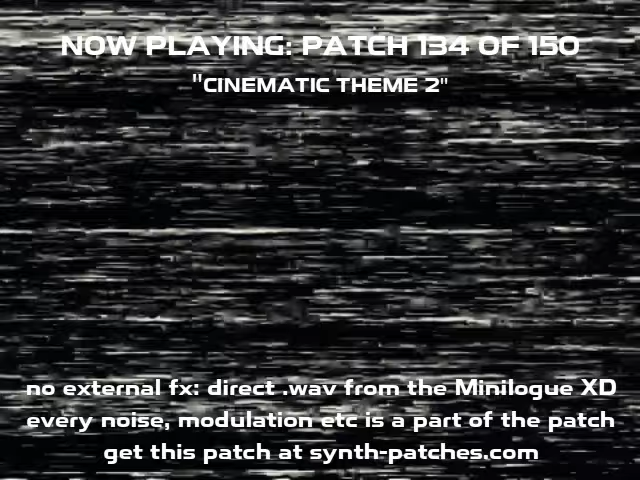 NOW PLAYING: PATCH 134 OF 150
"CINEMATIC THEME 2"
no external fx: direct .wav from the Minilogue XD
every noise, modulation etc is a part of the patch
get this patch at synth-patches.com